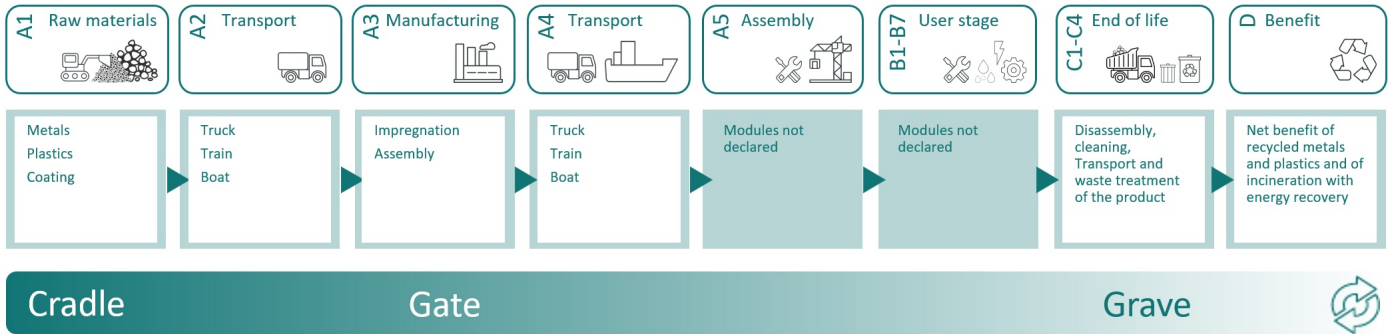 A1 Raw materials
A2 Transport
A3 Manufacturing
A4 Transport
A5 Assembly
B1-B7 User stage
C1-C4 End of life
D Benefit
Metals
Plastics
Coating
Truck
Train
Boat
Impregnation
Assembly
Truck
Train
Boat
Modules not
declared
Modules not
declared
Disassembly,
cleaning,
Transport and
waste treatment
of the product
Net benefit of
recycled metals
and plastics and of
incineration with
energy recovery
Cradle
Gate
Grave